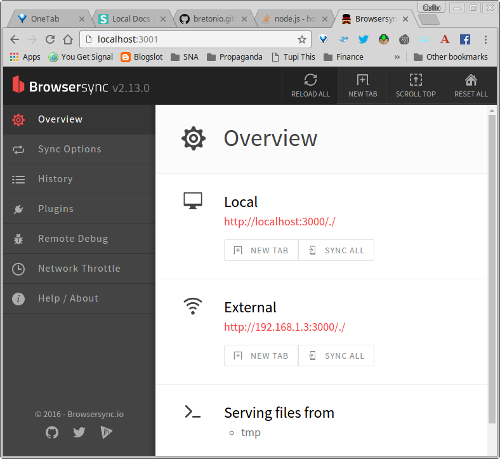 OneTab
Local Docs
bretonio.git
node.js - ho
Browsersync
localhost:3001
Apps
You Get Signal
Blogslot
SNA
Propaganda
Tupi This
Finance
»
Other bookmarks
Browsersync v2.13.0
RELOAD ALL
NEW TAB
SCROLL TOP
RESET ALL
Overview
Sync Options
History
Plugins
Remote Debug
Network Throttle
Help / About
© 2016 - Browsersync.io
Overview
Local
http://localhost:3000/./
NEW TAB
SYNC ALL
External
http://192.168.1.3:3000/./
NEW TAB
SYNC ALL
Serving files from
tmp